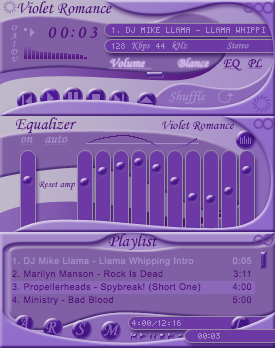 Violet Romance
00:03
1. DJ MIKE LLAMA - LLAMA WHIPPI
128 Kbps 44 kHz Stereo
Volume Blance EQ PL
Shuffle
Equalizer Violet Romance
on auto
Reset amp
Playlist
1. DJ Mike Llama - Llama Whipping Intro 0:05
2. Marilyn Manson - Rock Is Dead 3:11
3. Propellerheads - Spybreak! (Short One) 4:00
4. Ministry - Bad Blood 5:00
A R S M
4:00/12:16
00:03